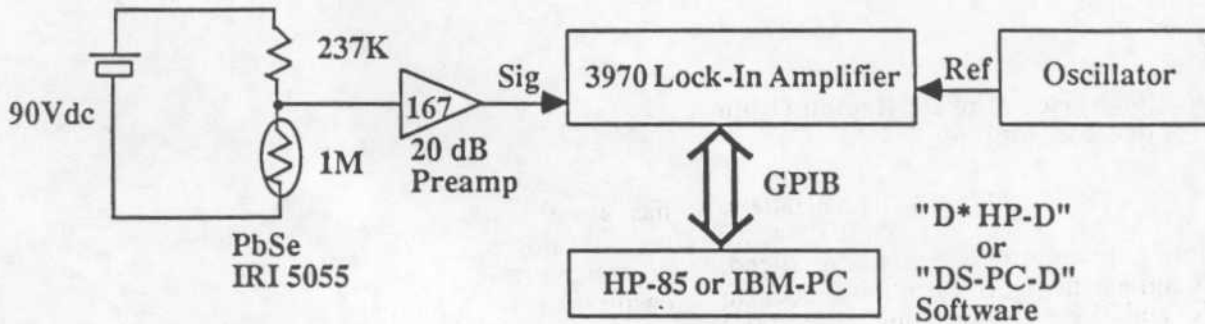 90Vdc
237K
1M
PbSe
IRI 5055
167
20 dB
Preamp
Sig
3970 Lock-In Amplifier
Ref
Oscillator
GPIB
HP-85 or IBM-PC
"D* HP-D"
or
"DS-PC-D"
Software